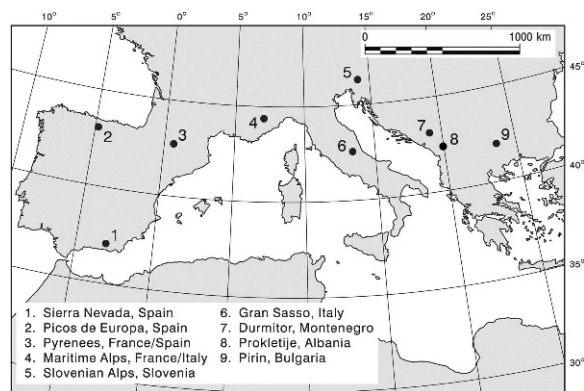 10° 5° 0° 5° 10° 15° 20° 25°
0 1000 km
45°
5
4
2
3
7
8
9
6
40°
1
35°
30°
1. Sierra Nevada, Spain
2. Picos de Europa, Spain
3. Pyrenees, France/Spain
4. Maritime Alps, France/Italy
5. Slovenian Alps, Slovenia
6. Gran Sasso, Italy
7. Durmitor, Montenegro
8. Prokletije, Albania
9. Pirin, Bulgaria